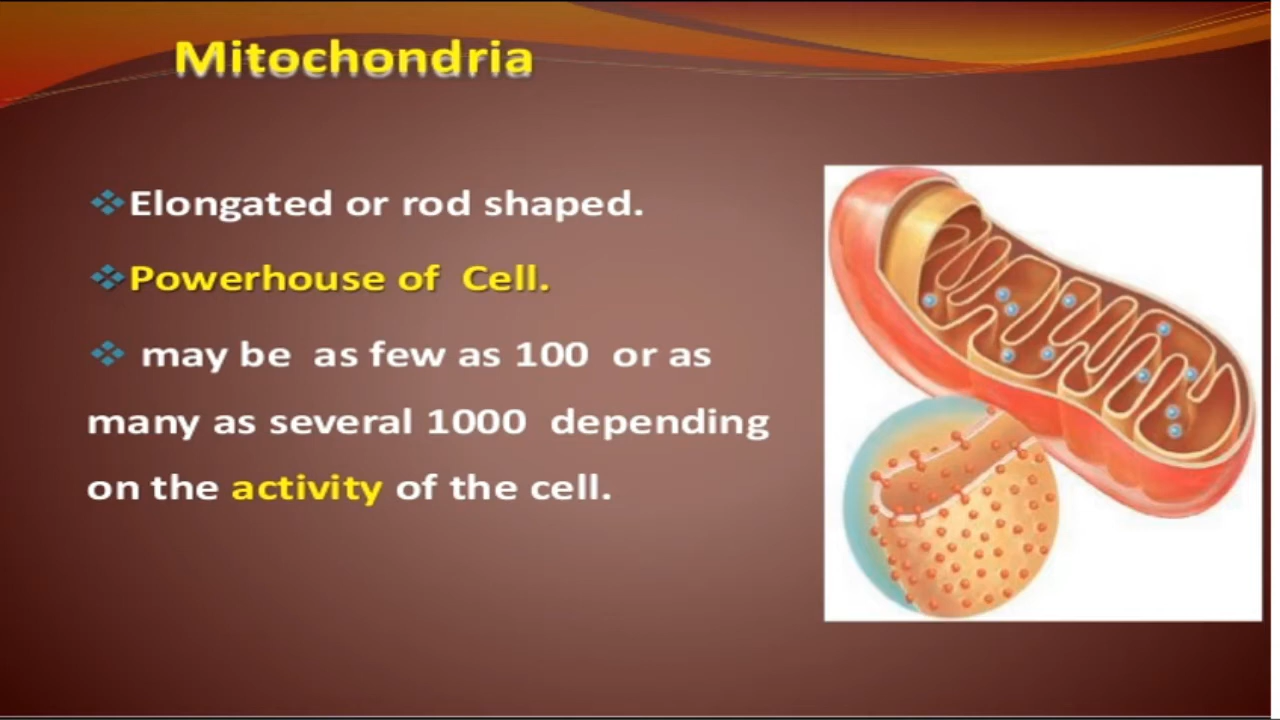 Mitochondria
Elongated or rod shaped.
Powerhouse of Cell.
may be as few as 100 or as
many as several 1000 depending
on the activity of the cell.